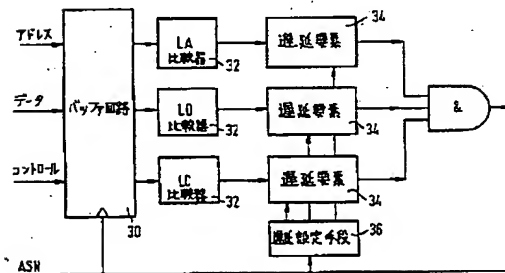 アドレス
データ
コントロール
ASN
バッファ回路
30
LA
比較器
32
LD
比較器
32
LC
比較器
32
34
遅延要素
遅延要素
34
遅延要素
34
遅延設定手段
36
&